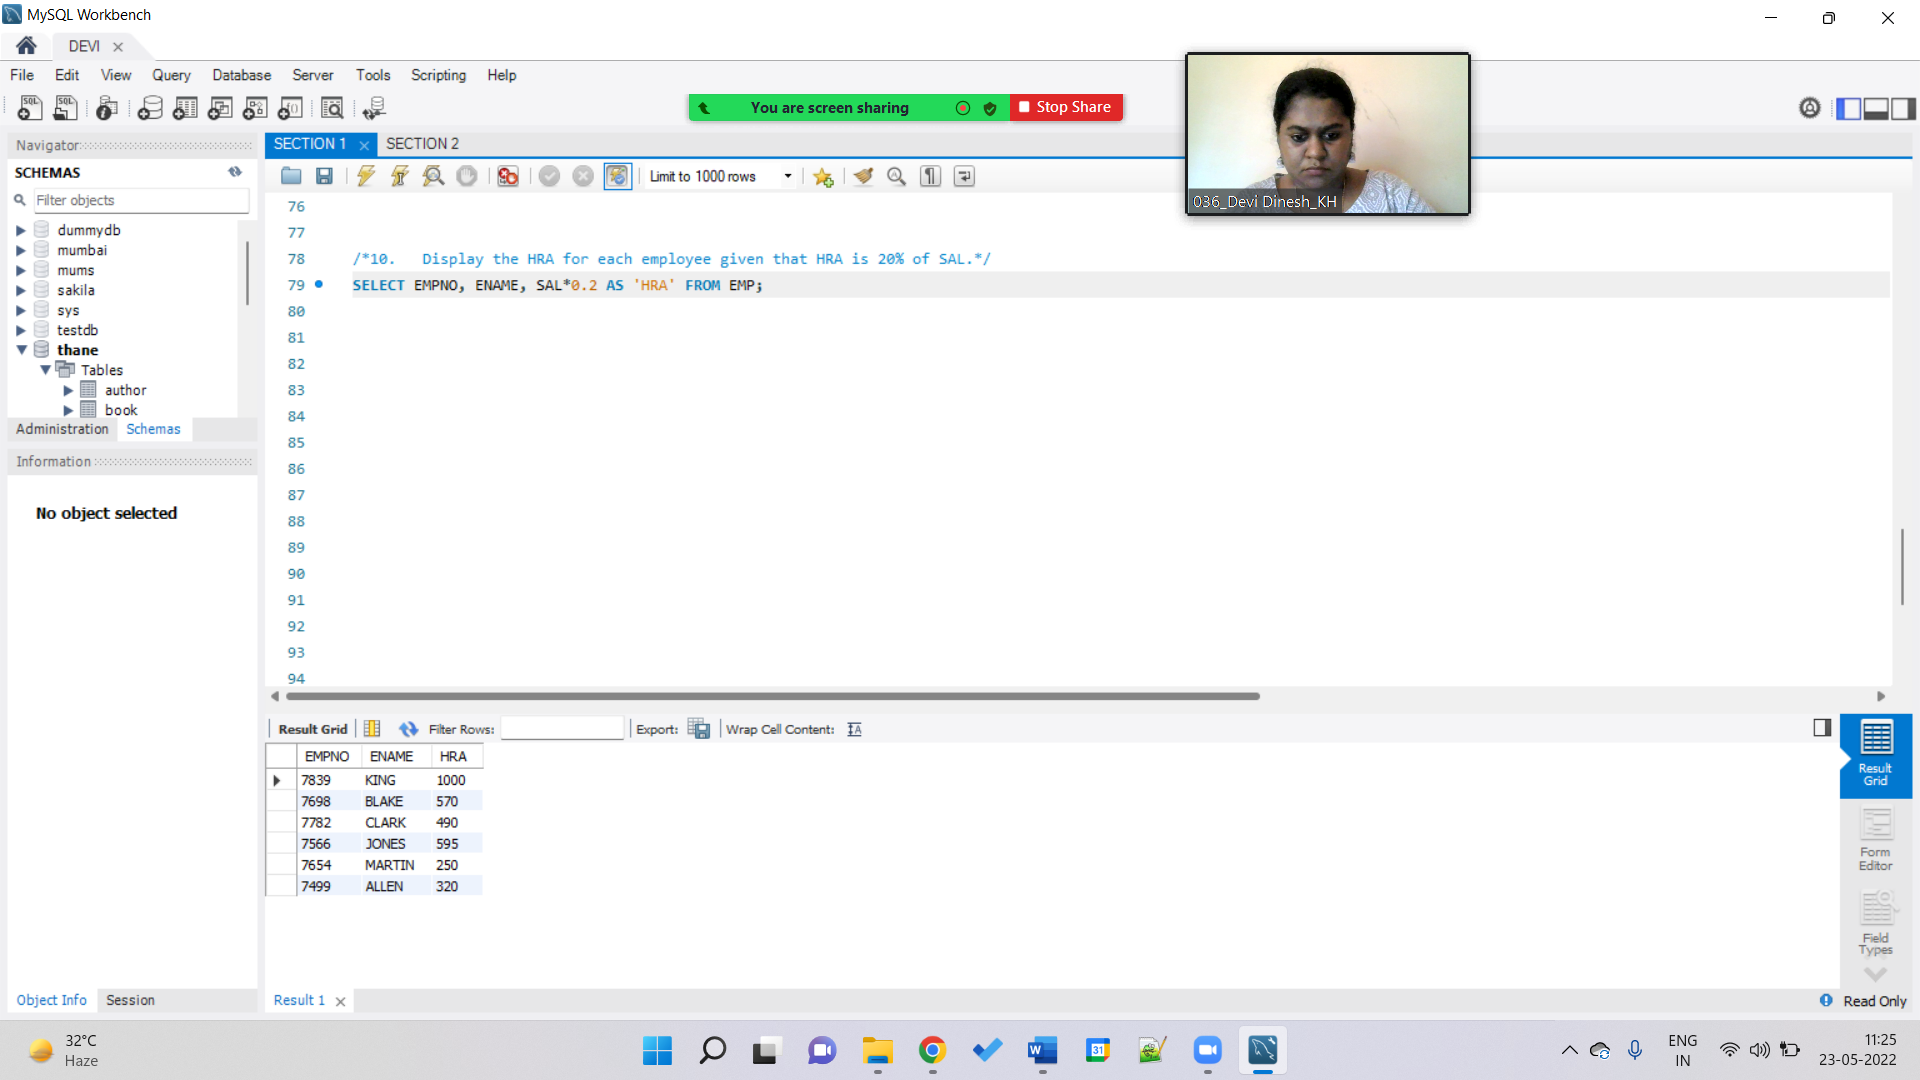 MySQL Workbench
DEVI
File Edit View Query Database Server Tools Scripting Help
You are screen sharing
Stop Share
036_Devi Dinesh_KH
Navigator
SCHEMAS
Filter objects
dummydb
mumbai
mums
sakila
sys
testdb
thane
Tables
author
book
Administration Schemas
Information
No object selected
Object Info Session
SECTION 1 SECTION 2
Limit to 1000 rows
76
77
78 /*10. Display the HRA for each employee given that HRA is 20% of SAL.*/
79 SELECT EMPNO, ENAME, SAL*0.2 AS 'HRA' FROM EMP;
80
81
82
83
84
85
86
87
88
89
90
91
92
93
94
Result Grid Filter Rows: Export: Wrap Cell Content:
EMPNO ENAME HRA
7839 KING 1000
7698 BLAKE 570
7782 CLARK 490
7566 JONES 595
7654 MARTIN 250
7499 ALLEN 320
Result
Grid
Form
Editor
Field
Types
Result 1
Read Only
32°C
Haze
ENG
IN
11:25
23-05-2022